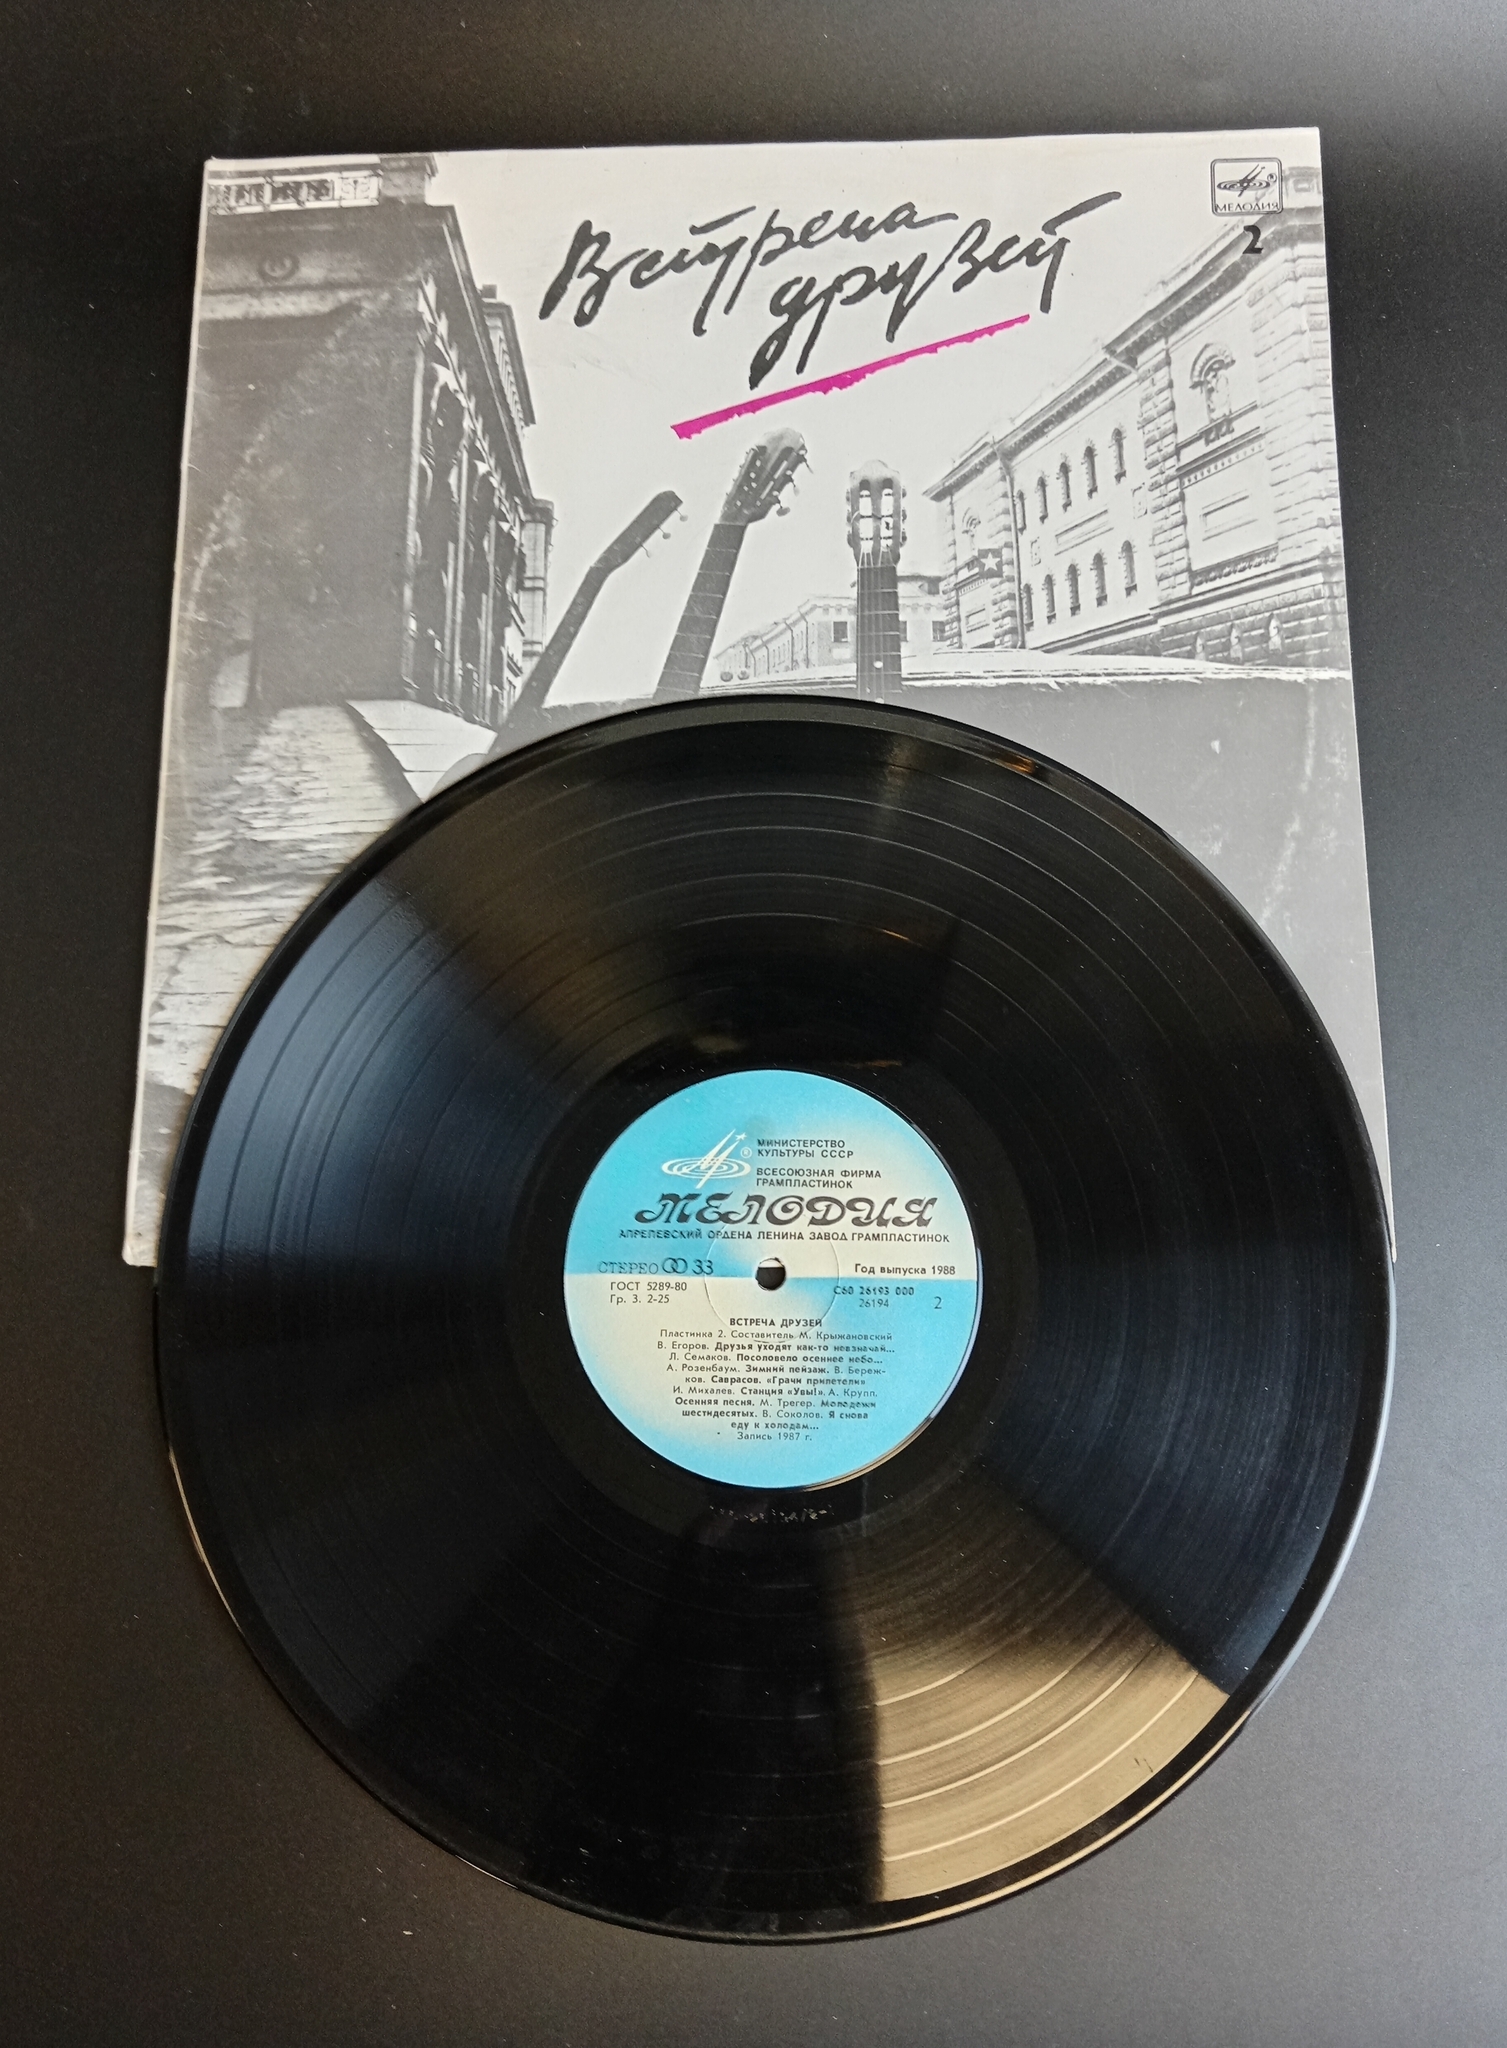 Встреча
друзей
МЕЛОДИЯ
2
МИНИСТЕРСТВО
КУЛЬТУРЫ СССР
ВСЕСОЮЗНАЯ ФИРМА
ГРАМПЛАСТИНОК
МЕЛОДИЯ
АПРЕЛЕВСКИЙ ОРДЕНА ЛЕНИНА ЗАВОД ГРАМПЛАСТИНОК
СТЕРЕО 33
Год выпуска 1988
ГОСТ 5289-80
Гр. 3. 2-25
С60 26193 000
26194
2
ВСТРЕЧА ДРУЗЕЙ
Пластинка 2. Составитель М. Крыжановский
В. Егоров. Друзья уходят как-то невзначай...
Л. Семаков. Посоловело осеннее небо...
А. Розенбаум. Зимний пейзаж. В. Береж-
ков. Саврасов. «Грачи прилетели»
И. Михалев. Станция «Увы!». А. Крупп.
Осенняя песня. М. Трегер. Молодежи
шестидесятых. В. Соколов. Я снова
еду к холодам...
Запись 1987 г.